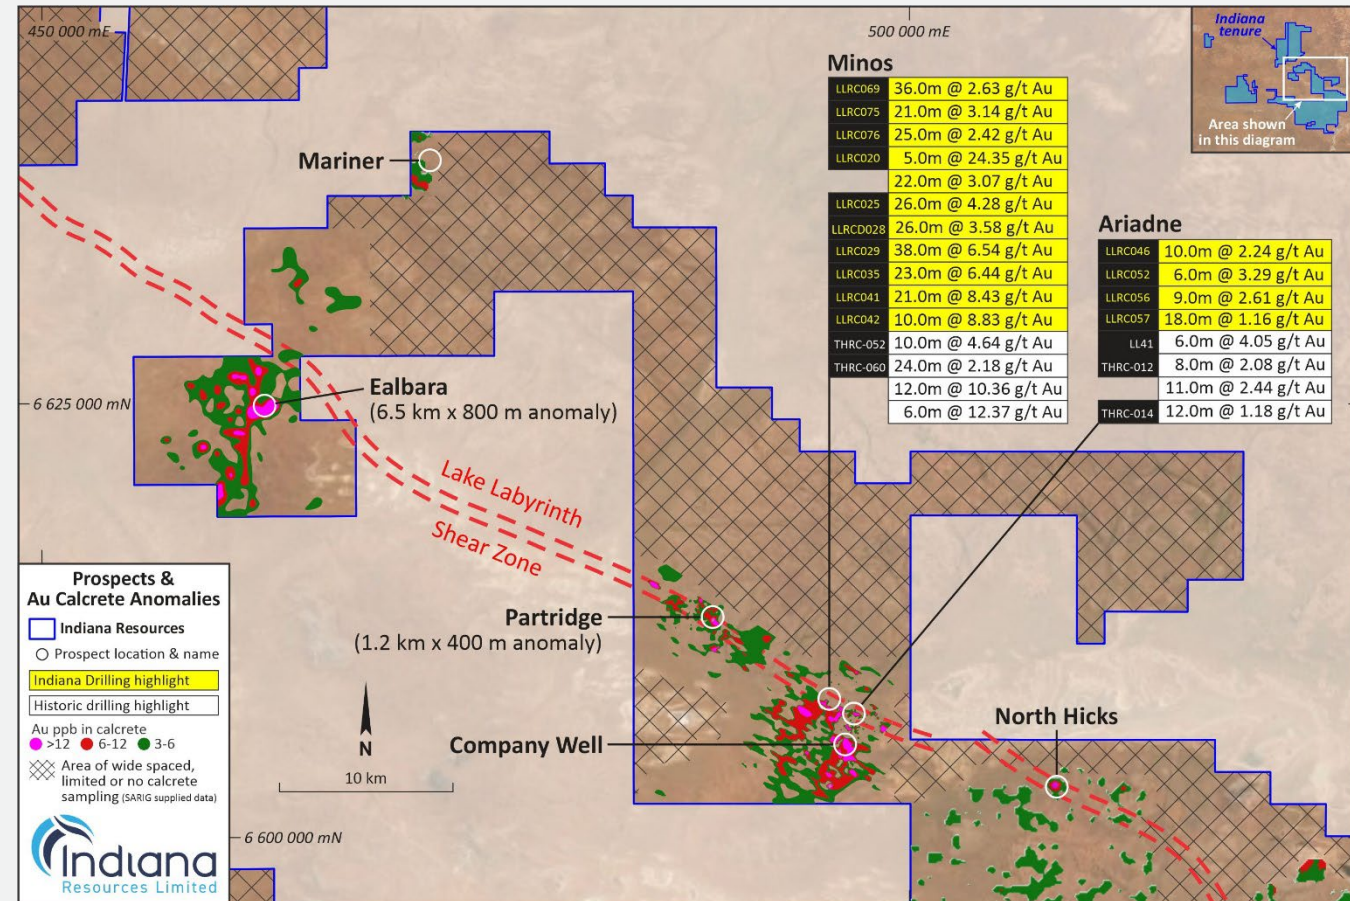 450 000 mE
500 000 mE
Indiana
tenure
Area shown
in this diagram
Minos
LLRC069 36.0m @ 2.63 g/t Au
LLRC075 21.0m @ 3.14 g/t Au
LLRC076 25.0m @ 2.42 g/t Au
LLRC020 5.0m @ 24.35 g/t Au
22.0m @ 3.07 g/t Au
LLRC025 26.0m @ 4.28 g/t Au
LLRCD028 26.0m @ 3.58 g/t Au
LLRC029 38.0m @ 6.54 g/t Au
LLRC035 23.0m @ 6.44 g/t Au
LLRC041 21.0m @ 8.43 g/t Au
LLRC042 10.0m @ 8.83 g/t Au
THRC-052 10.0m @ 4.64 g/t Au
THRC-060 24.0m @ 2.18 g/t Au
12.0m @ 10.36 g/t Au
6.0m @ 12.37 g/t Au
Ariadne
LLRC046 10.0m @ 2.24 g/t Au
LLRC052 6.0m @ 3.29 g/t Au
LLRC056 9.0m @ 2.61 g/t Au
LLRC057 18.0m @ 1.16 g/t Au
LL41 6.0m @ 4.05 g/t Au
THRC-012 8.0m @ 2.08 g/t Au
11.0m @ 2.44 g/t Au
THRC-014 12.0m @ 1.18 g/t Au
Mariner
Ealbara
(6.5 km x 800 m anomaly)
6 625 000 mN
Lake Labyrinth
Shear Zone
Partridge
(1.2 km x 400 m anomaly)
Company Well
North Hicks
N
10 km
6 600 000 mN
Prospects &
Au Calcrete Anomalies
Indiana Resources
Prospect location & name
Indiana Drilling highlight
Historic drilling highlight
Au ppb in calcrete
>12 6-12 3-6
Area of wide spaced,
limited or no calcrete
sampling (SARIG supplied data)
Indiana
Resources Limited